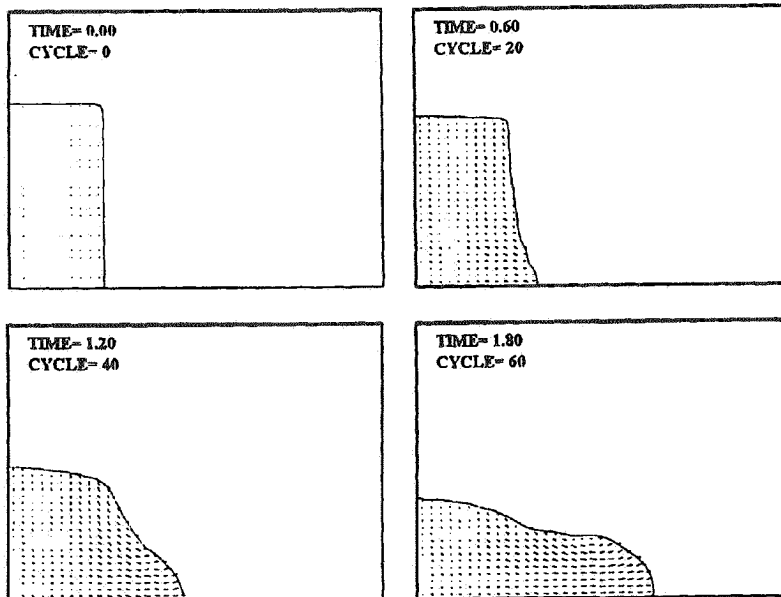 TIME= 0.00
CYCLE= 0
TIME= 0.60
CYCLE= 20
TIME= 1.20
CYCLE= 40
TIME= 1.80
CYCLE= 60